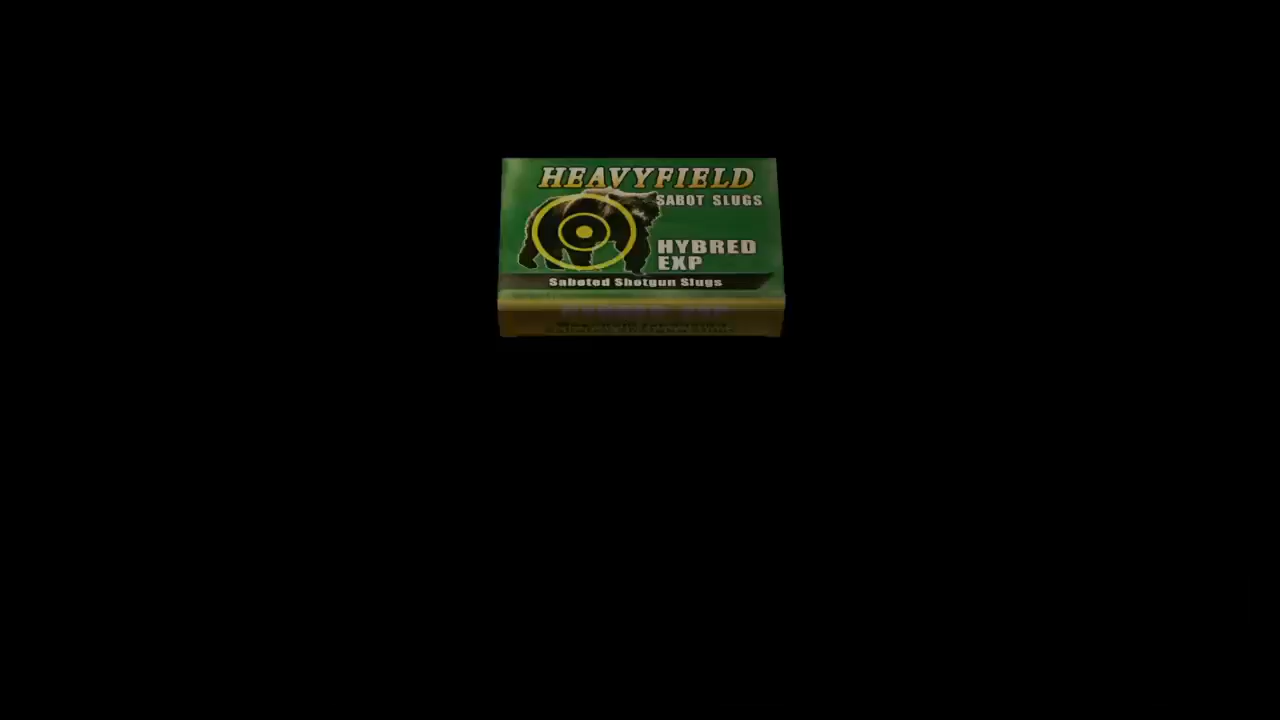 HEAVYFIELD
SABOT SLUGS
HYBRED
EXP
Saboted Shotgun Slugs